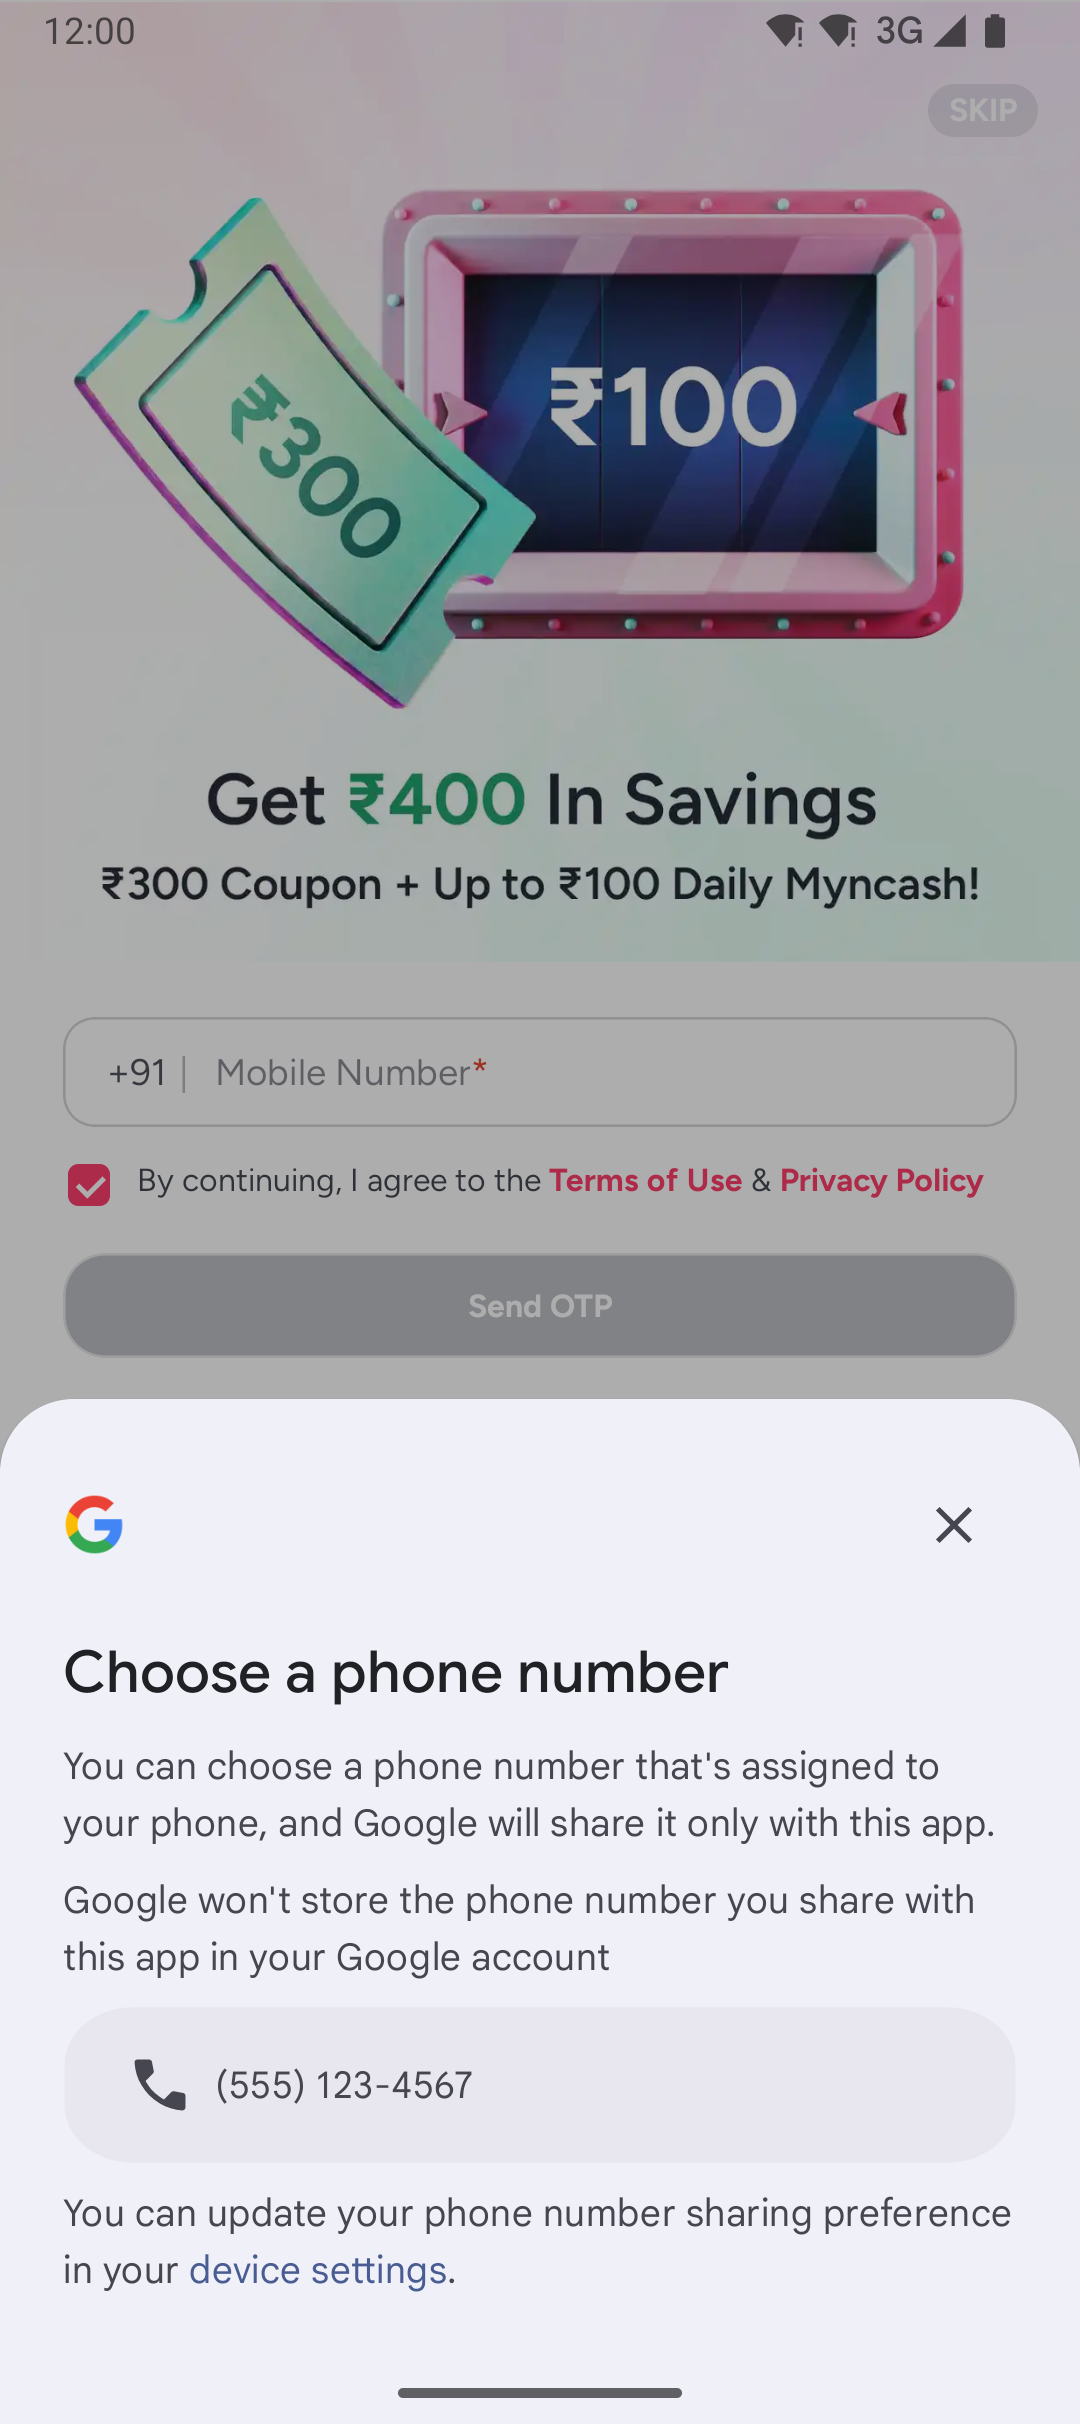 12:00
3G
SKIP
₹300
₹100
Get ₹400 In Savings
₹300 Coupon + Up to ₹100 Daily Myncash!
+91 | Mobile Number*
By continuing, I agree to the Terms of Use & Privacy Policy
Send OTP
Choose a phone number
You can choose a phone number that's assigned to
your phone, and Google will share it only with this app.
Google won't store the phone number you share with
this app in your Google account
(555) 123-4567
You can update your phone number sharing preference
in your device settings.